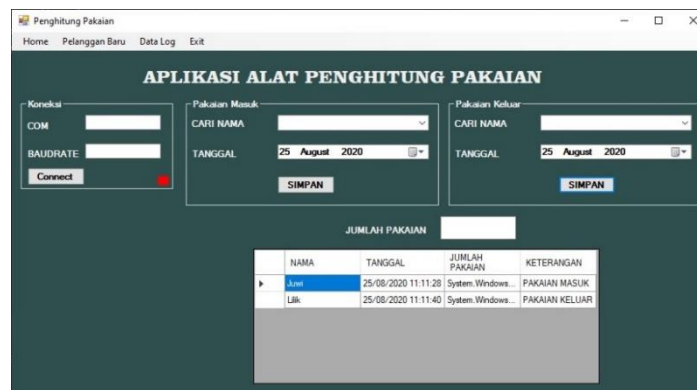 Penghitung Pakaian
Home Pelanggan Baru Data Log Exit
APLIKASI ALAT PENGHITUNG PAKAIAN
Koneksi
COM
BAUDRATE
Connect
Pakaian Masuk
CARI NAMA
TANGGAL 25 August 2020
SIMPAN
Pakaian Keluar
CARI NAMA
TANGGAL 25 August 2020
SIMPAN
JUMLAH PAKAIAN
NAMA TANGGAL JUMLAH PAKAIAN KETERANGAN
Juwi 25/08/2020 11:11:28 System.Windows... PAKAIAN MASUK
Lilik 25/08/2020 11:11:40 System.Windows... PAKAIAN KELUAR